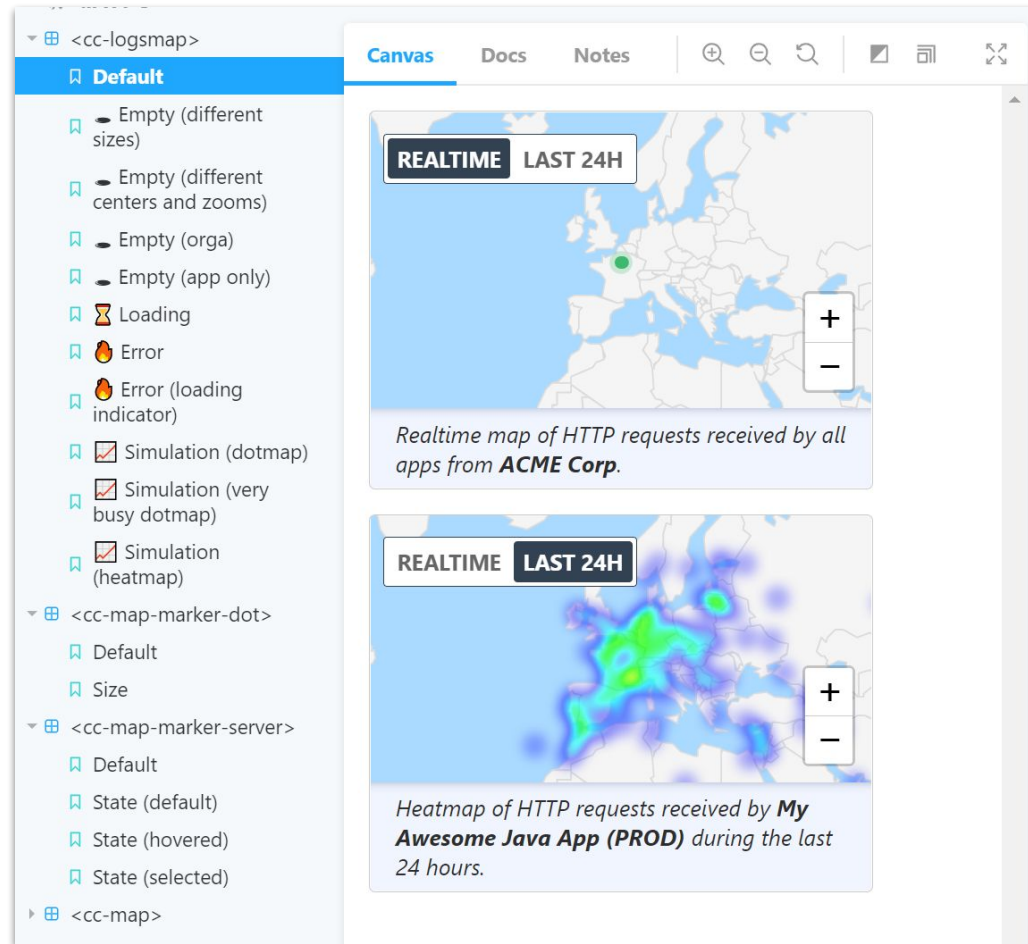 <cc-logsmap>
Default
Empty (different
sizes)
Empty (different
centers and zooms)
Empty (orga)
Empty (app only)
Loading
Error
Error (loading
indicator)
Simulation (dotmap)
Simulation (very
busy dotmap)
Simulation
(heatmap)
<cc-map-marker-dot>
Default
Size
<cc-map-marker-server>
Default
State (default)
State (hovered)
State (selected)
<cc-map>
Canvas Docs Notes
REALTIME LAST 24H
+
−
Realtime map of HTTP requests received by all
apps from ACME Corp.
REALTIME LAST 24H
+
−
Heatmap of HTTP requests received by My
Awesome Java App (PROD) during the last
24 hours.